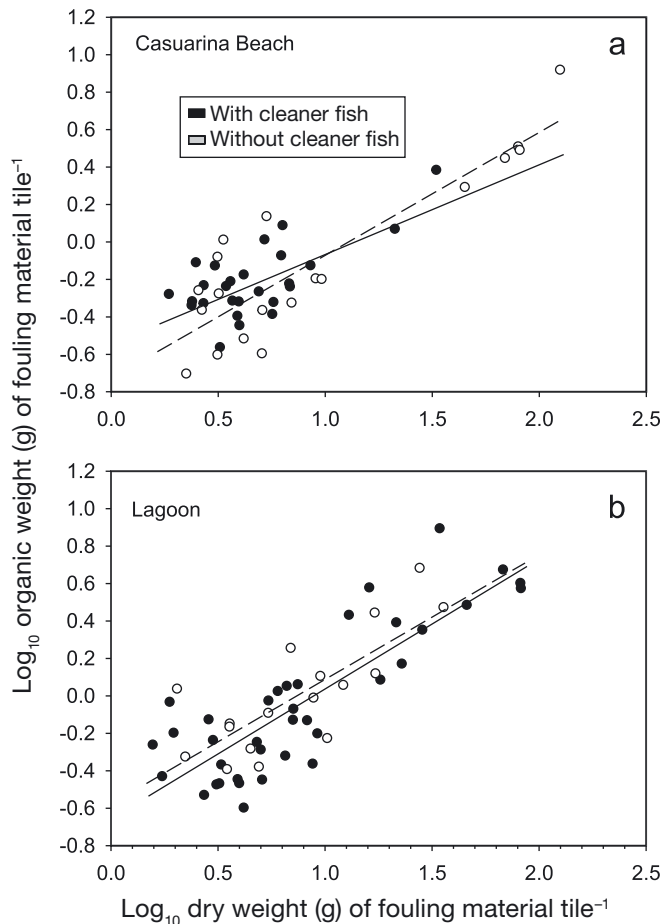 Casuarina Beach
a
With cleaner fish
Without cleaner fish
1.2
1.0
0.8
0.6
0.4
0.2
0.0
-0.2
-0.4
-0.6
-0.8
0.0 0.5 1.0 1.5 2.0 2.5
Log10 organic weight (g) of fouling material tile–1
Lagoon
b
1.2
1.0
0.8
0.6
0.4
0.2
0.0
-0.2
-0.4
-0.6
-0.8
0.0 0.5 1.0 1.5 2.0 2.5
Log10 dry weight (g) of fouling material tile–1